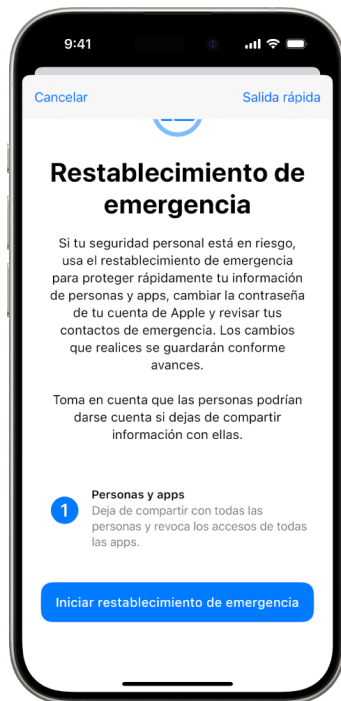 9:41
Cancelar
Salida rápida
Restablecimiento de
emergencia
Si tu seguridad personal está en riesgo,
usa el restablecimiento de emergencia
para proteger rápidamente tu información
de personas y apps, cambiar la contraseña
de tu cuenta de Apple y revisar tus
contactos de emergencia. Los cambios
que realices se guardarán conforme
avances.
Toma en cuenta que las personas podrían
darse cuenta si dejas de compartir
información con ellas.
1
Personas y apps
Deja de compartir con todas las
personas y revoca los accesos de todas
las apps.
Iniciar restablecimiento de emergencia